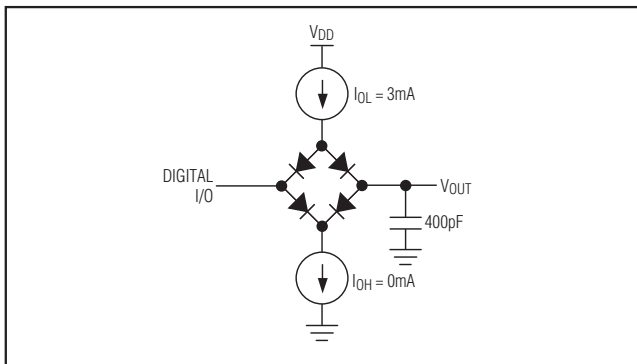 VDD
IOL = 3mA
DIGITAL
I/O
VOUT
400pF
IOH = 0mA